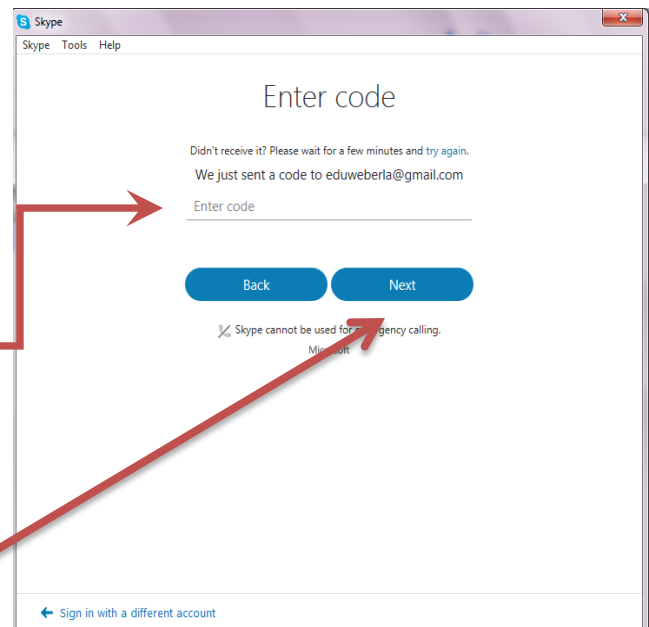 Skype
Skype Tools Help
Enter code
Didn't receive it? Please wait for a few minutes and try again.
We just sent a code to eduweberla@gmail.com
Enter code
Back Next
Skype cannot be used for emergency calling.
Microsoft
Sign in with a different account